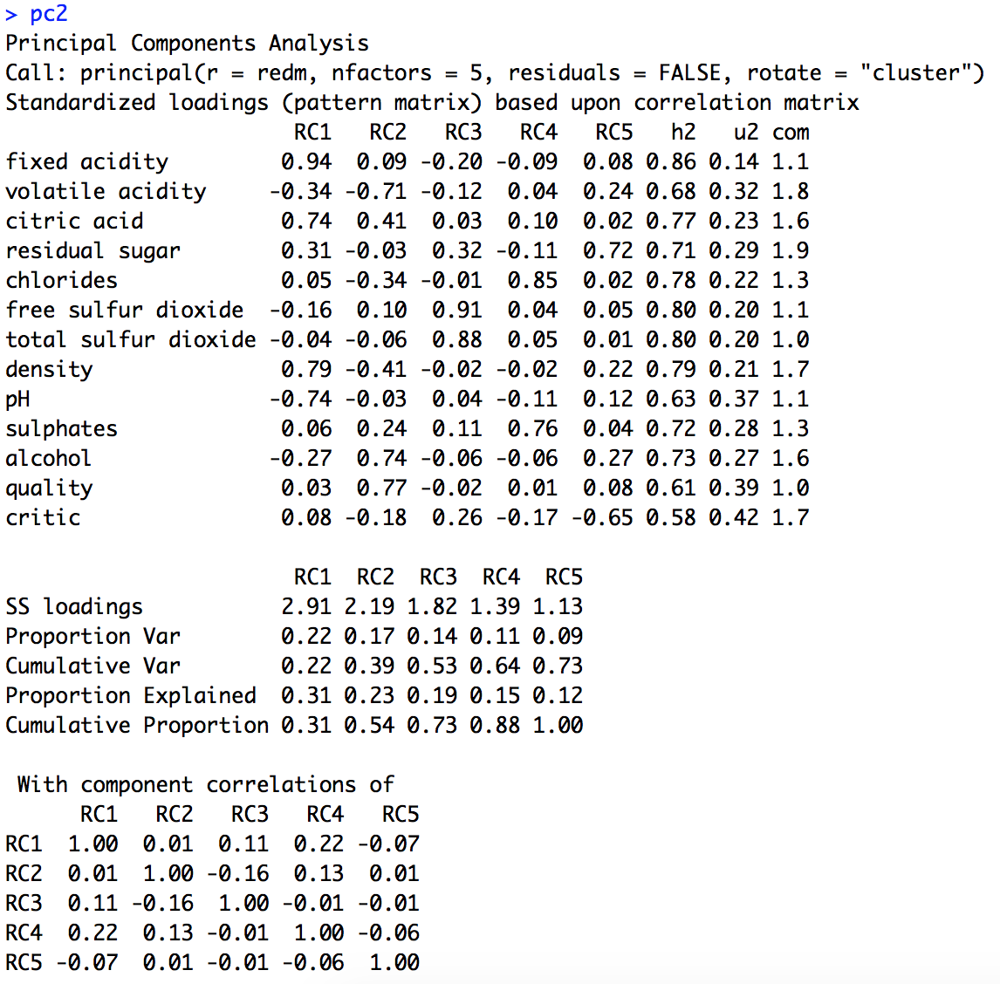 > pc2
Principal Components Analysis
Call: principal(r = redm, nfactors = 5, residuals = FALSE, rotate = "cluster")
Standardized loadings (pattern matrix) based upon correlation matrix
                       RC1   RC2   RC3   RC4   RC5   h2   u2 com
fixed acidity         0.94  0.09 -0.20 -0.09  0.08 0.86 0.14 1.1
volatile acidity     -0.34 -0.71 -0.12  0.04  0.24 0.68 0.32 1.8
citric acid           0.74  0.41  0.03  0.10  0.02 0.77 0.23 1.6
residual sugar        0.31 -0.03  0.32 -0.11  0.72 0.71 0.29 1.9
chlorides             0.05 -0.34 -0.01  0.85  0.02 0.78 0.22 1.3
free sulfur dioxide  -0.16  0.10  0.91  0.04  0.05 0.80 0.20 1.1
total sulfur dioxide -0.04 -0.06  0.88  0.05  0.01 0.80 0.20 1.0
density               0.79 -0.41 -0.02 -0.02  0.22 0.79 0.21 1.7
pH                   -0.74 -0.03  0.04 -0.11  0.12 0.63 0.37 1.1
sulphates             0.06  0.24  0.11  0.76  0.04 0.72 0.28 1.3
alcohol              -0.27  0.74 -0.06 -0.06  0.27 0.73 0.27 1.6
quality               0.03  0.77 -0.02  0.01  0.08 0.61 0.39 1.0
critic                0.08 -0.18  0.26 -0.17 -0.65 0.58 0.42 1.7
                       RC1  RC2  RC3  RC4  RC5
SS loadings           2.91 2.19 1.82 1.39 1.13
Proportion Var        0.22 0.17 0.14 0.11 0.09
Cumulative Var        0.22 0.39 0.53 0.64 0.73
Proportion Explained  0.31 0.23 0.19 0.15 0.12
Cumulative Proportion 0.31 0.54 0.73 0.88 1.00
 With component correlations of
      RC1   RC2   RC3   RC4   RC5
RC1  1.00  0.01  0.11  0.22 -0.07
RC2  0.01  1.00 -0.16  0.13  0.01
RC3  0.11 -0.16  1.00 -0.01 -0.01
RC4  0.22  0.13 -0.01  1.00 -0.06
RC5 -0.07  0.01 -0.01 -0.06  1.00